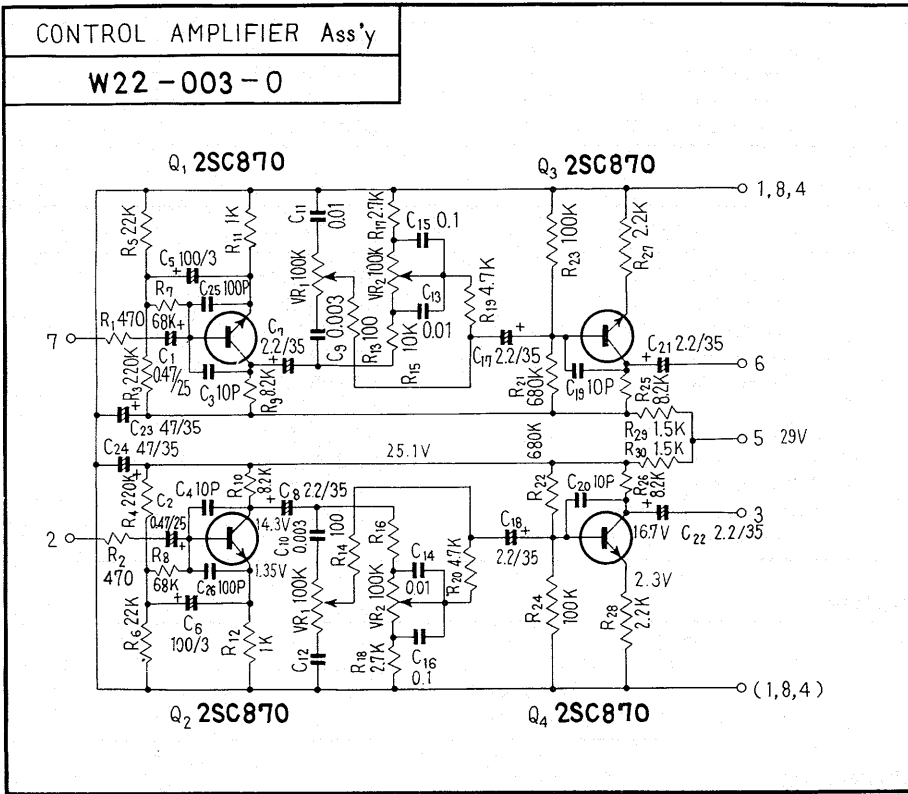 CONTROL AMPLIFIER Ass'y
W22-003-0
Q1 2SC870
Q3 2SC870
1,8,4
R5 22K
R11 1K
C11 0.01
R17 2.7K
C15 0.1
R23 100K
R27 2.2K
C5 100/3
R7 68K
C25 100P
VR1 100K
VR2 100K
C13 0.01
R19 4.7K
7
R1 470
C1 0.47/25
C7 2.2/35
C9 0.003
R13 100
R15 10K
C17 2.2/35
C21 2.2/35
6
R3 220K
C3 10P
R9 8.2K
R21 680K
C19 10P
R25 8.2K
C23 47/35
R29 1.5K
C24 47/35
25.1V
680K
R30 1.5K
5 29V
R4 220K
C2 0.47/25
C4 10P
R10 8.2K
C8 2.2/35
R22
C20 10P
R26 8.2K
3
2
R2 470
14.3V
C10 0.003
R14 100
R16
C18 2.2/35
16.7V
C22 2.2/35
R8 68K
C26 100P
1.35V
C14 0.01
R20 4.7K
2.3V
R6 22K
C6 100/3
R12 1K
VR1 100K
VR2 100K
R24 100K
R28 2.2K
C12
R18 2.7K
C16 0.1
(1,8,4)
Q2 2SC870
Q4 2SC870